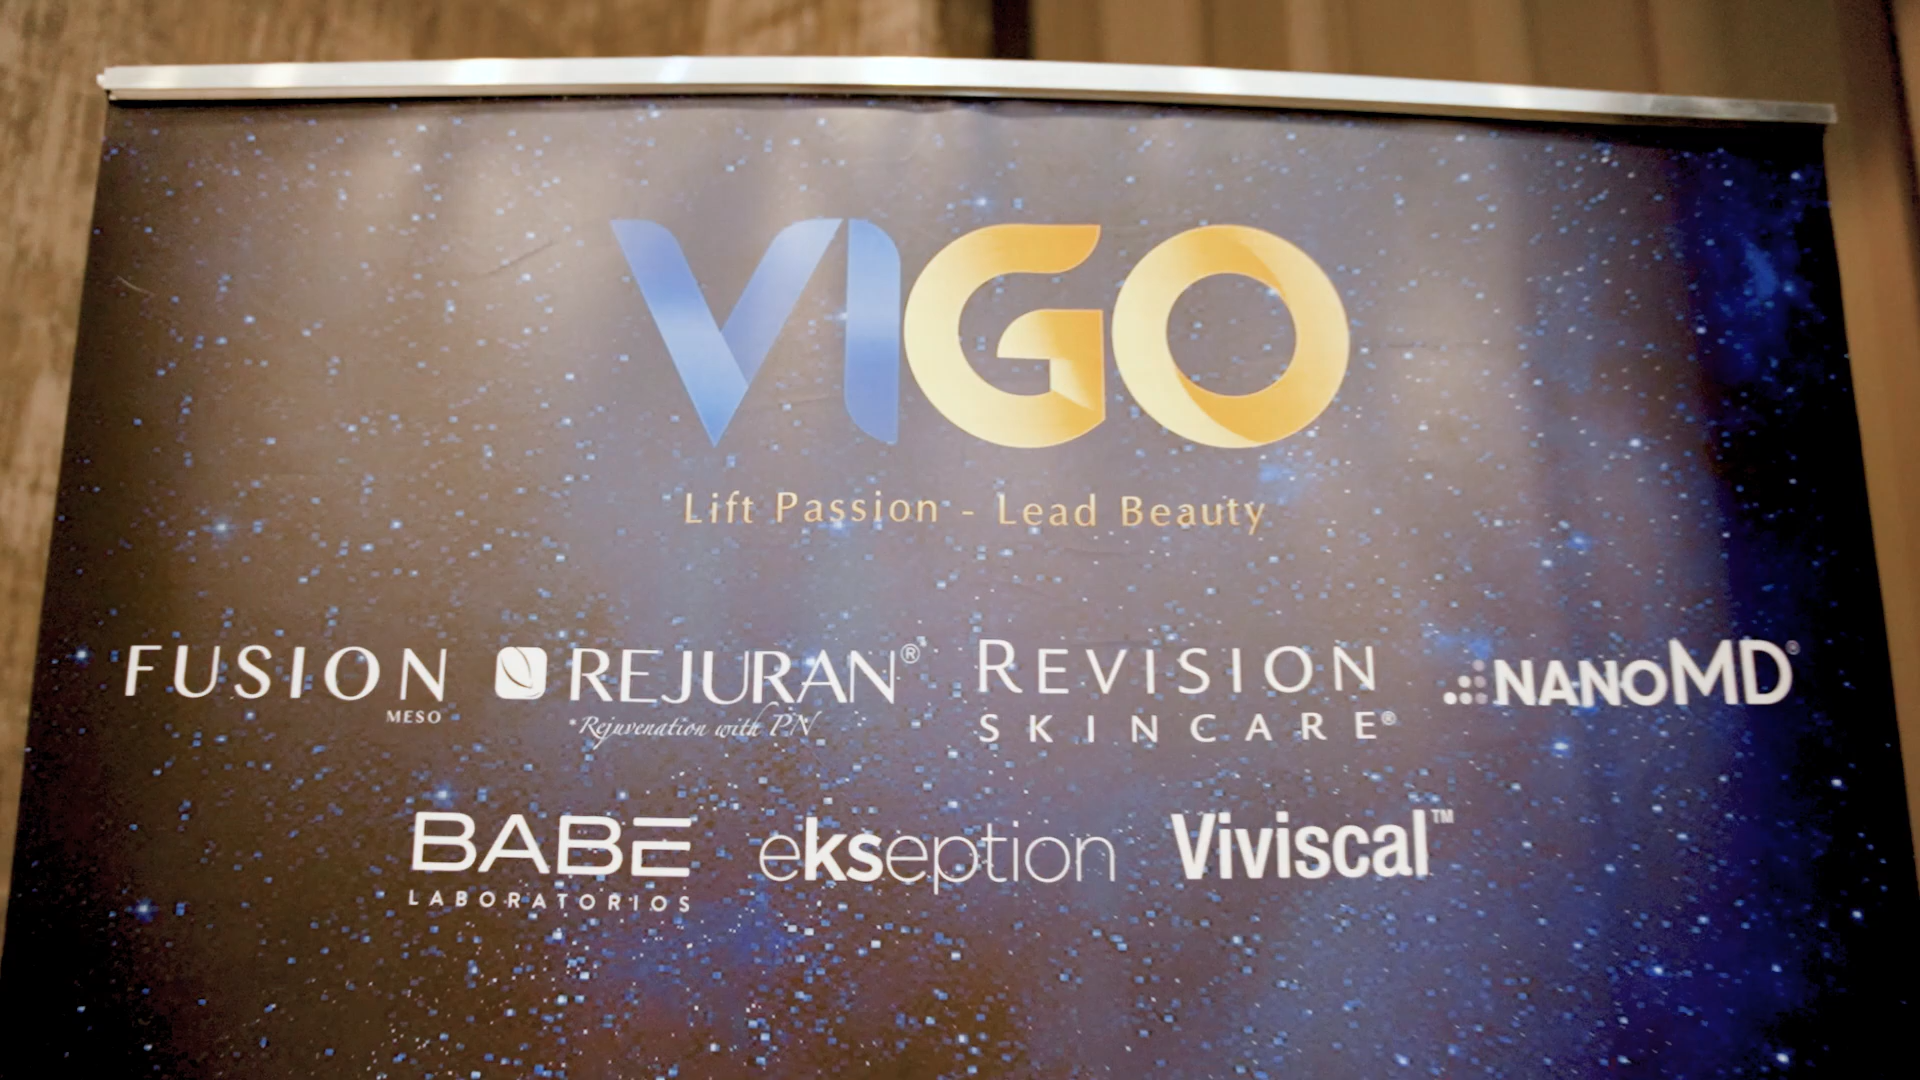 VIGO
Lift Passion - Lead Beauty
FUSION
MESO
REJURAN®
*Rejuvenation with PN
REVISION
SKINCARE®
NANOMD®
BABE
LABORATORIOS
ekseption
Viviscal™